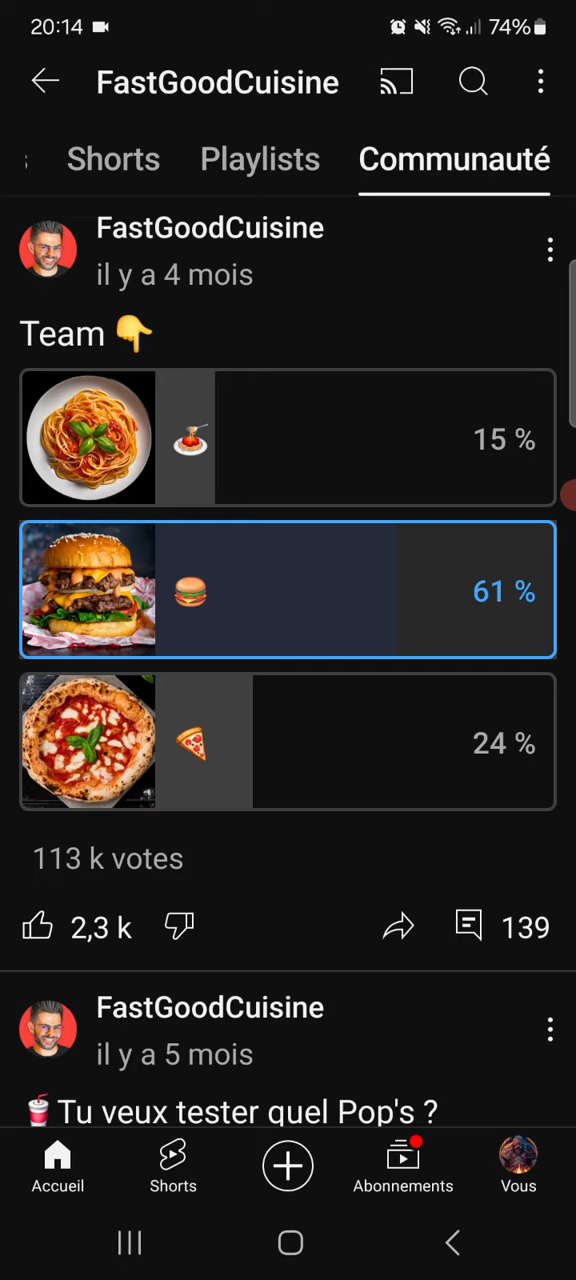 20:14 74%
FastGoodCuisine
Shorts Playlists Communauté
FastGoodCuisine
il y a 4 mois
Team 👇
🍝 15 %
🍔 61 %
🍕 24 %
113 k votes
2,3 k 139
FastGoodCuisine
il y a 5 mois
🥤Tu veux tester quel Pop's ?
Accueil Shorts Abonnements Vous